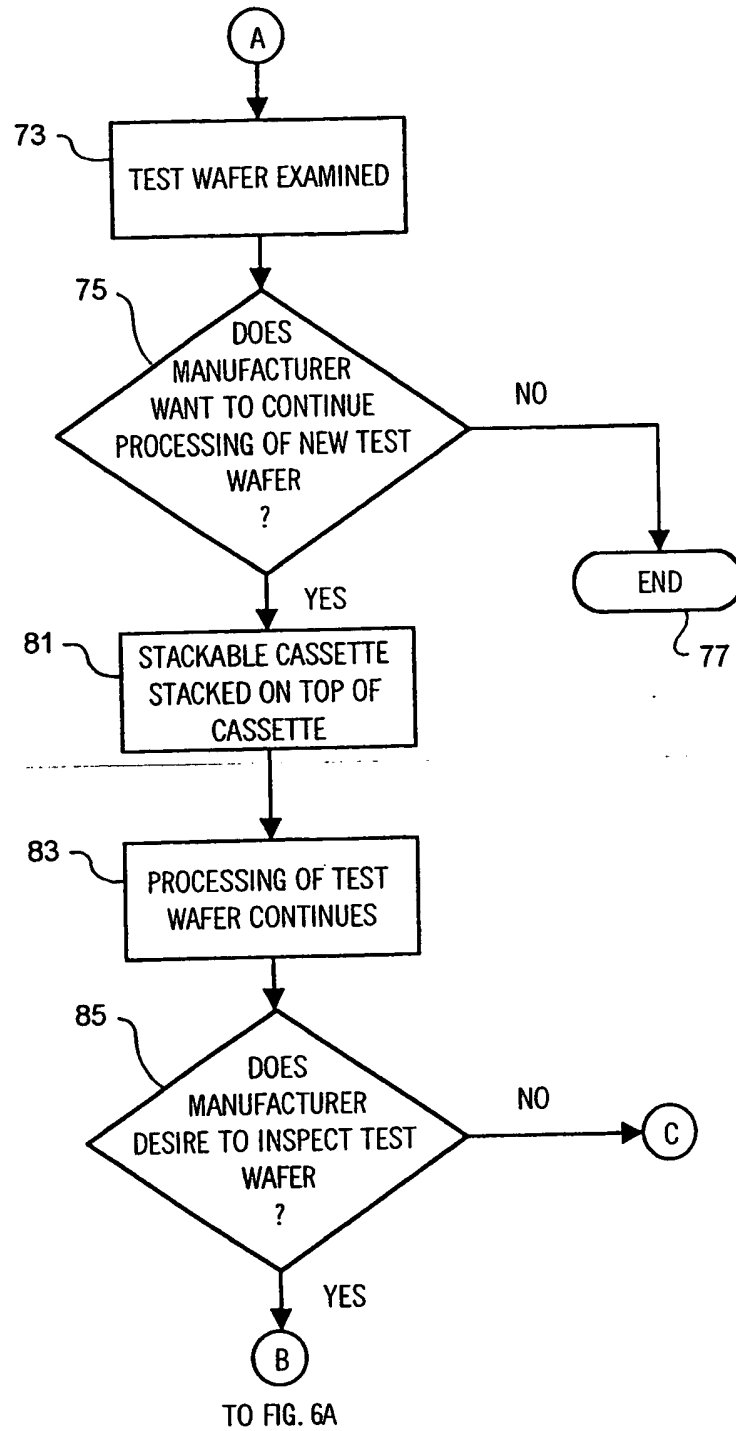 A
73
TEST WAFER EXAMINED
75
DOES
MANUFACTURER
WANT TO CONTINUE
PROCESSING OF NEW TEST
WAFER
?
NO
END
77
YES
81
STACKABLE CASSETTE
STACKED ON TOP OF
CASSETTE
83
PROCESSING OF TEST
WAFER CONTINUES
85
DOES
MANUFACTURER
DESIRE TO INSPECT TEST
WAFER
?
NO
C
YES
B
TO FIG. 6A